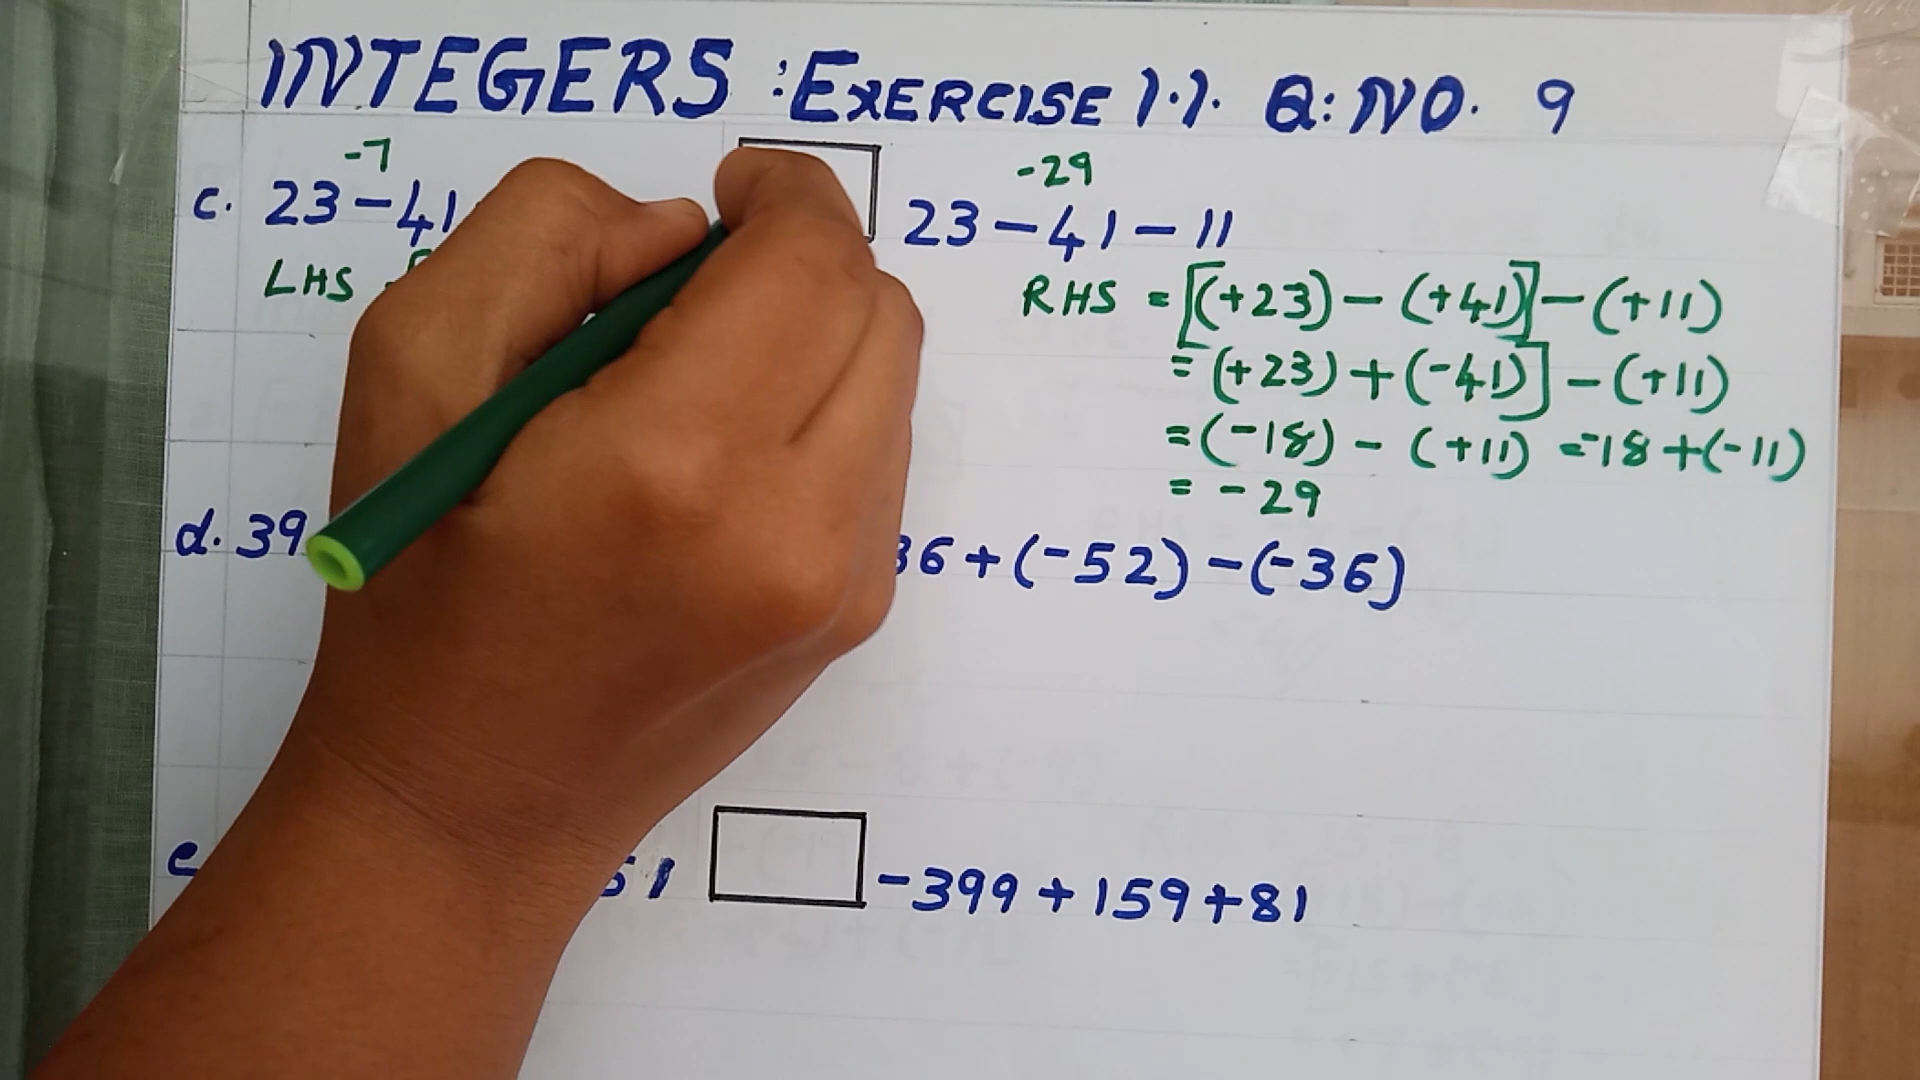 INTEGERS : EXERCISE 1.1. Q: NO. 9
-7 -29
c. 23-41 23-41-11
LHS RHS = [(+23)-(+41)]-(+11)
= (+23)+(-41)]-(+11)
= (-18)-(+11) = -18+(-11)
= -29
d. 39 36+(-52)-(-36)
e 51 -399+159+81